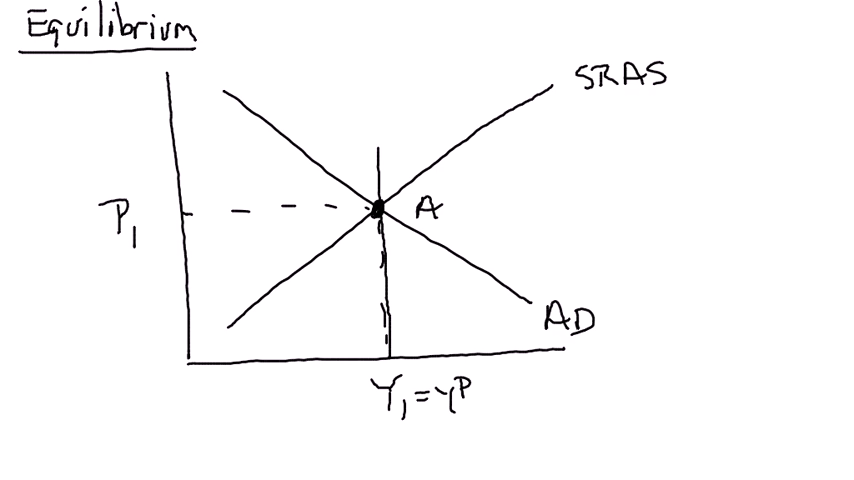 Equilibrium
SRAS
P₁
A
AD
Y₁ = Yᴾ